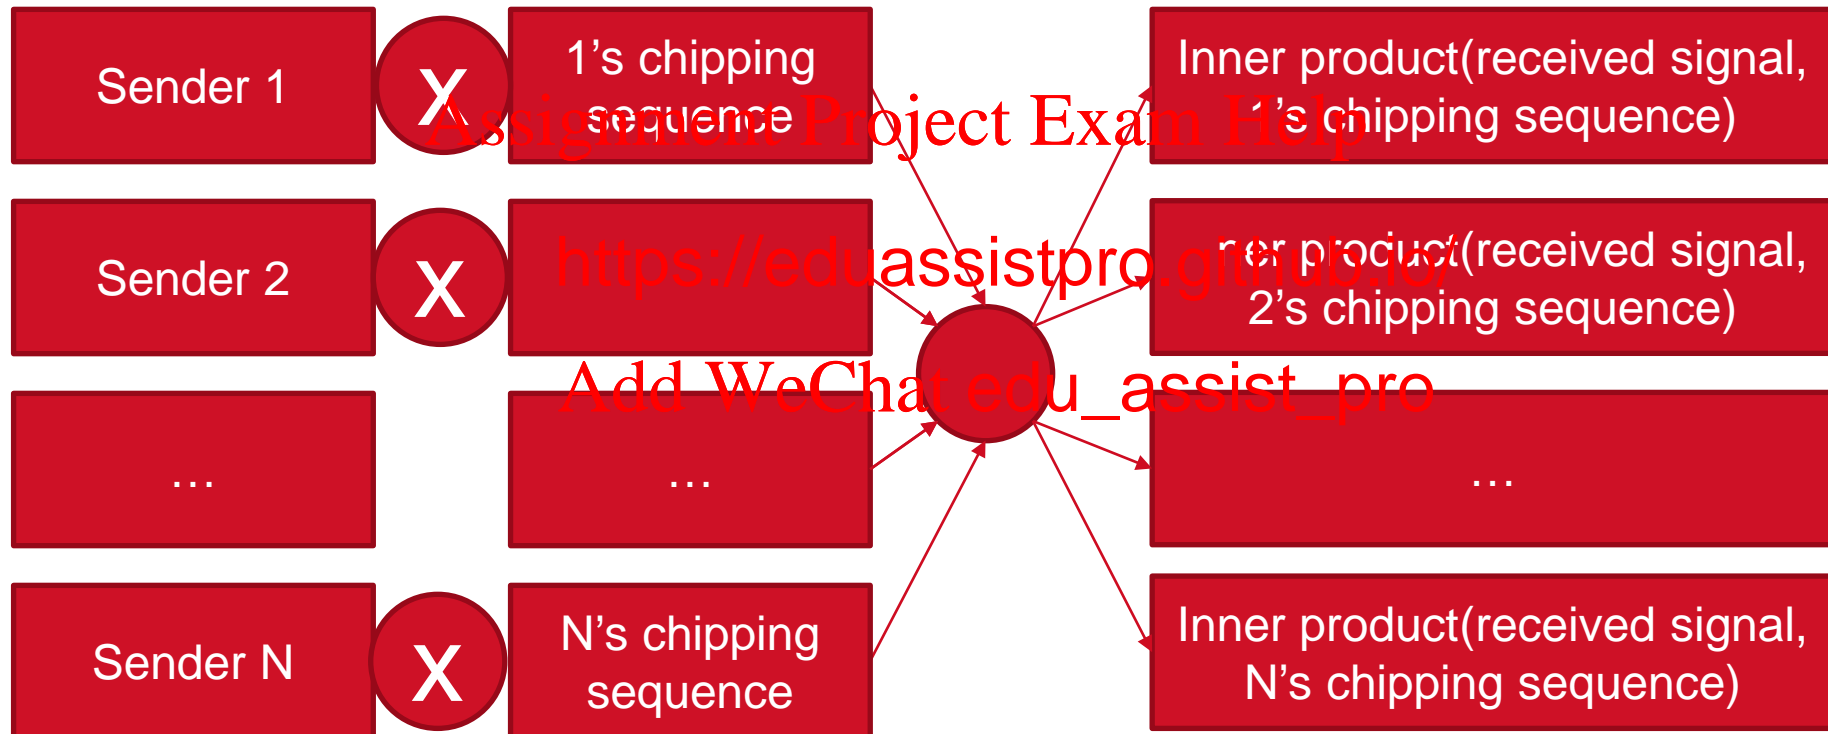 Sender 1
x
1’s chipping
sequence
Inner product(received signal,
1’s chipping sequence)
Assignment Project Exam Help
Sender 2
x
ner product(received signal,
2’s chipping sequence)
https://eduassistpro.github.io/
Add WeChat edu_assist_pro
…
…
…
Sender N
x
N’s chipping
sequence
Inner product(received signal,
N’s chipping sequence)